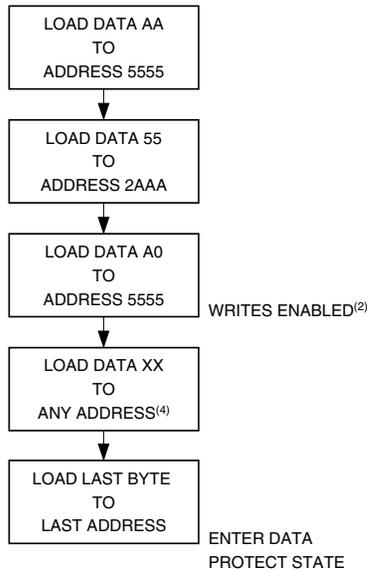 LOAD DATA AA
TO
ADDRESS 5555
LOAD DATA 55
TO
ADDRESS 2AAA
LOAD DATA A0
TO
ADDRESS 5555
WRITES ENABLED(2)
LOAD DATA XX
TO
ANY ADDRESS(4)
LOAD LAST BYTE
TO
LAST ADDRESS
ENTER DATA
PROTECT STATE